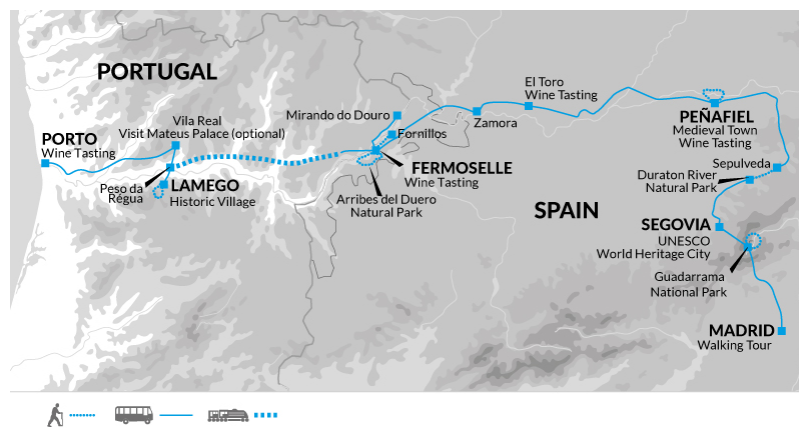 PORTUGAL
El Toro
Wine Tasting
Mirando do Douro
Vila Real
Visit Mateus Palace (optional)
Fornillos
Zamora
PEÑAFIEL
Medieval Town
Wine Tasting
PORTO
Wine Tasting
FERMOSELLE
Wine Tasting
Sepulveda
Duraton River
Natural Park
Peso da
Régua
LAMEGO
Historic Village
Arribes del Duero
Natural Park
SPAIN
SEGOVIA
UNESCO
World Heritage City
Guadarrama
National Park
MADRID
Walking Tour